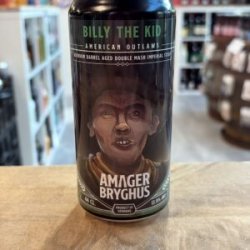 BILLY THE KID
AMERICAN OUTLAWS
BOURBON BARREL AGED DOUBLE MASH IMPERIAL STOUT
AMAGER
BRYGHUS